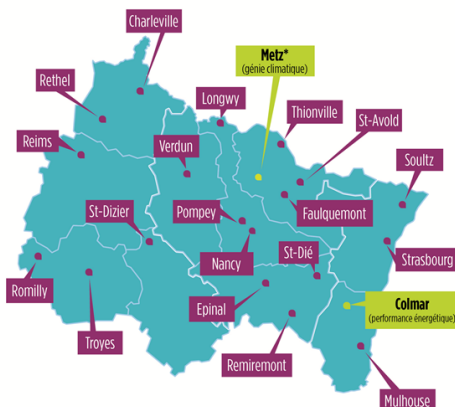 Charleville
Metz*
(génie climatique)
Rethel
Longwy
Thionville
St-Avold
Reims
Verdun
Soultz
St-Dizier
Pompey
Faulquemont
Nancy
St-Dié
Strasbourg
Romilly
Epinal
Colmar
(performance énergétique)
Troyes
Remiremont
Mulhouse